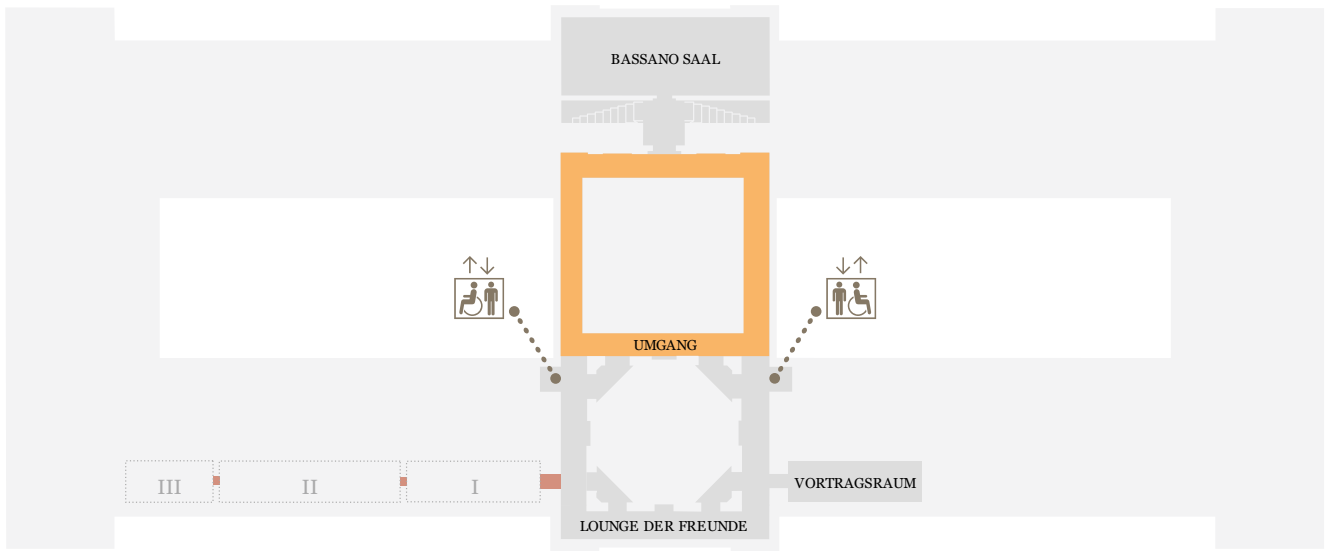 BASSANO SAAL
UMGANG
III
II
I
VORTRAGSRAUM
LOUNGE DER FREUNDE